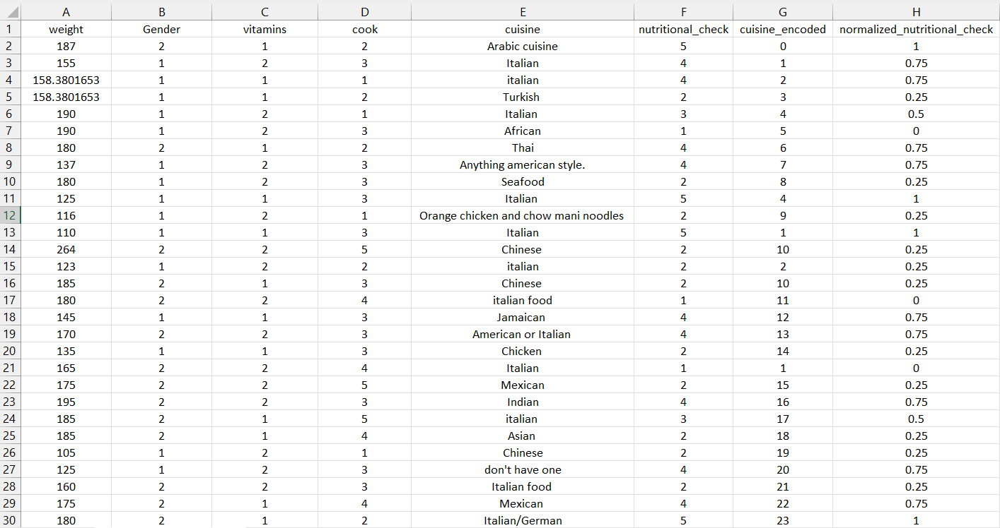 A B C D E F G H
1 weight Gender vitamins cook cuisine nutritional_check cuisine_encoded normalized_nutritional_check
2 187 2 1 2 Arabic cuisine 5 0 1
3 155 1 2 3 Italian 4 1 0.75
4 158.3801653 1 1 1 italian 4 2 0.75
5 158.3801653 1 1 2 Turkish 2 3 0.25
6 190 1 2 1 Italian 3 4 0.5
7 190 1 2 3 African 1 5 0
8 180 2 1 2 Thai 4 6 0.75
9 137 1 2 3 Anything american style. 4 7 0.75
10 180 1 2 3 Seafood 2 8 0.25
11 125 1 1 3 Italian 5 4 1
12 116 1 2 1 Orange chicken and chow mani noodles 2 9 0.25
13 110 1 1 3 Italian 5 1 1
14 264 2 2 5 Chinese 2 10 0.25
15 123 1 2 2 italian 2 2 0.25
16 185 2 1 3 Chinese 2 10 0.25
17 180 2 2 4 italian food 1 11 0
18 145 1 1 3 Jamaican 4 12 0.75
19 170 2 2 3 American or Italian 4 13 0.75
20 135 1 1 3 Chicken 2 14 0.25
21 165 2 2 4 Italian 1 1 0
22 175 2 2 5 Mexican 2 15 0.25
23 195 2 2 3 Indian 4 16 0.75
24 185 2 1 5 italian 3 17 0.5
25 185 2 1 4 Asian 2 18 0.25
26 105 1 2 1 Chinese 2 19 0.25
27 125 1 2 3 don't have one 4 20 0.75
28 160 2 2 3 Italian food 2 21 0.25
29 175 2 1 4 Mexican 4 22 0.75
30 180 2 1 2 Italian/German 5 23 1